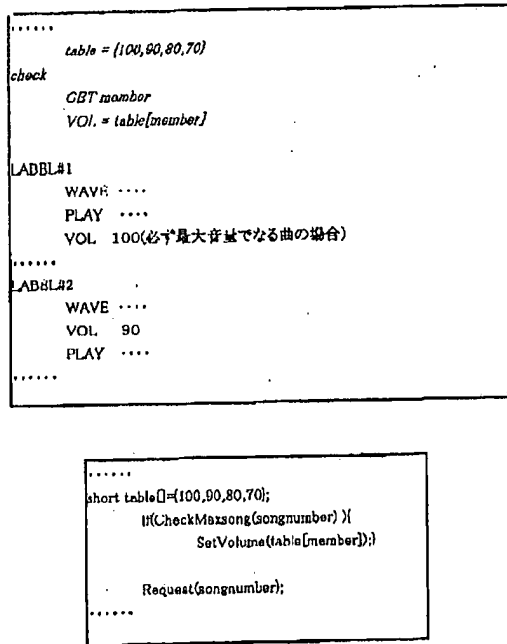 ......
table = {100,90,80,70}
check
GET member
VOL = table[member]
LABEL#1
WAVE ....
PLAY ....
VOL 100(必ず最大音量でなる曲の場合)
......
LABEL#2
WAVE ....
VOL 90
PLAY ....
......
......
short table[]={100,90,80,70};
If(CheckMaxsong(songnumber) ){
SetVolume(table[member]);}
Request(songnumber);
......